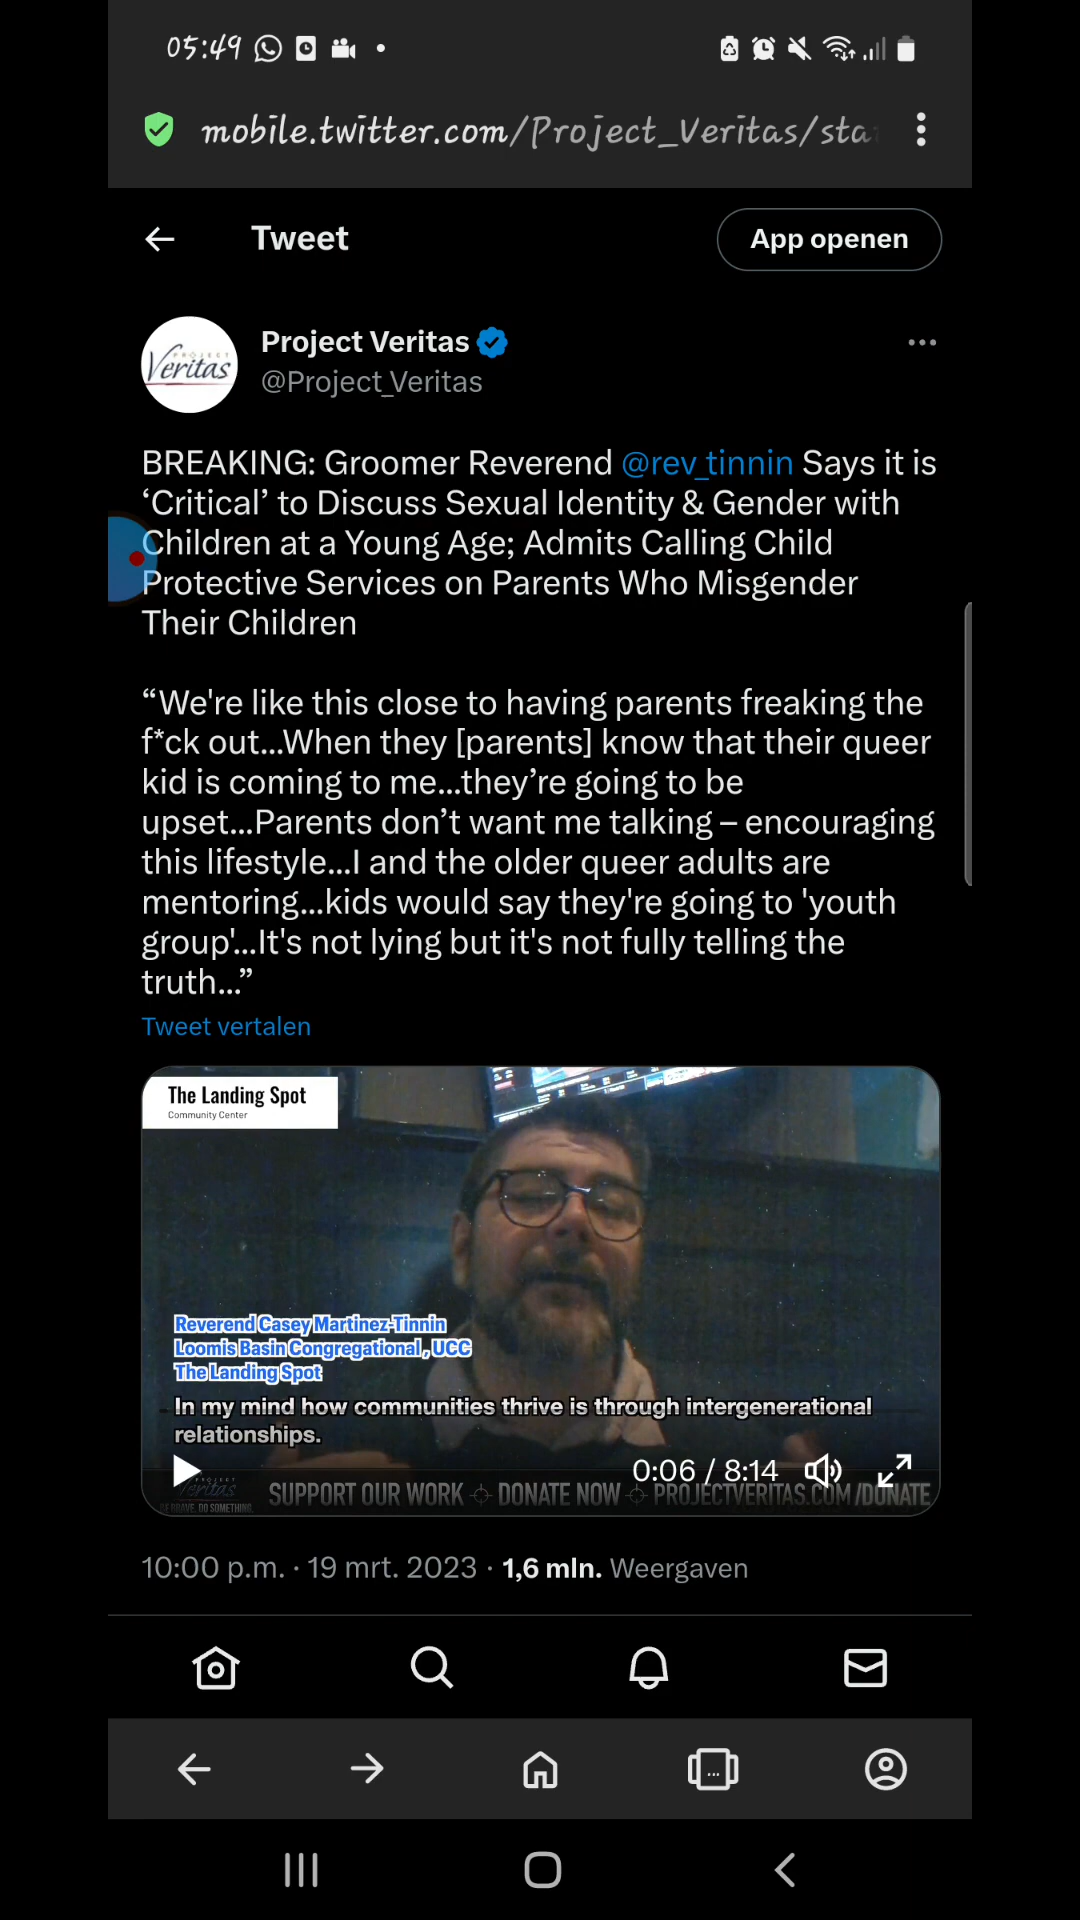 05:49
mobile.twitter.com/Project_Veritas/sta
Tweet
App openen
PROJECT
Veritas
Project Veritas
@Project_Veritas
BREAKING: Groomer Reverend @rev_tinnin Says it is
‘Critical’ to Discuss Sexual Identity & Gender with
Children at a Young Age; Admits Calling Child
Protective Services on Parents Who Misgender
Their Children
“We're like this close to having parents freaking the
f*ck out...When they [parents] know that their queer
kid is coming to me...they’re going to be
upset...Parents don’t want me talking – encouraging
this lifestyle...I and the older queer adults are
mentoring...kids would say they're going to 'youth
group'...It's not lying but it's not fully telling the
truth...”
Tweet vertalen
The Landing Spot
Community Center
Reverend Casey Martinez-Tinnin
Loomis Basin Congregational, UCC
The Landing Spot
In my mind how communities thrive is through intergenerational
relationships.
0:06 / 8:14
PROJECT
Veritas
BE BRAVE. DO SOMETHING.
SUPPORT OUR WORK DONATE NOW PROJECTVERITAS.COM/DONATE
10:00 p.m. · 19 mrt. 2023 · 1,6 mln. Weergaven